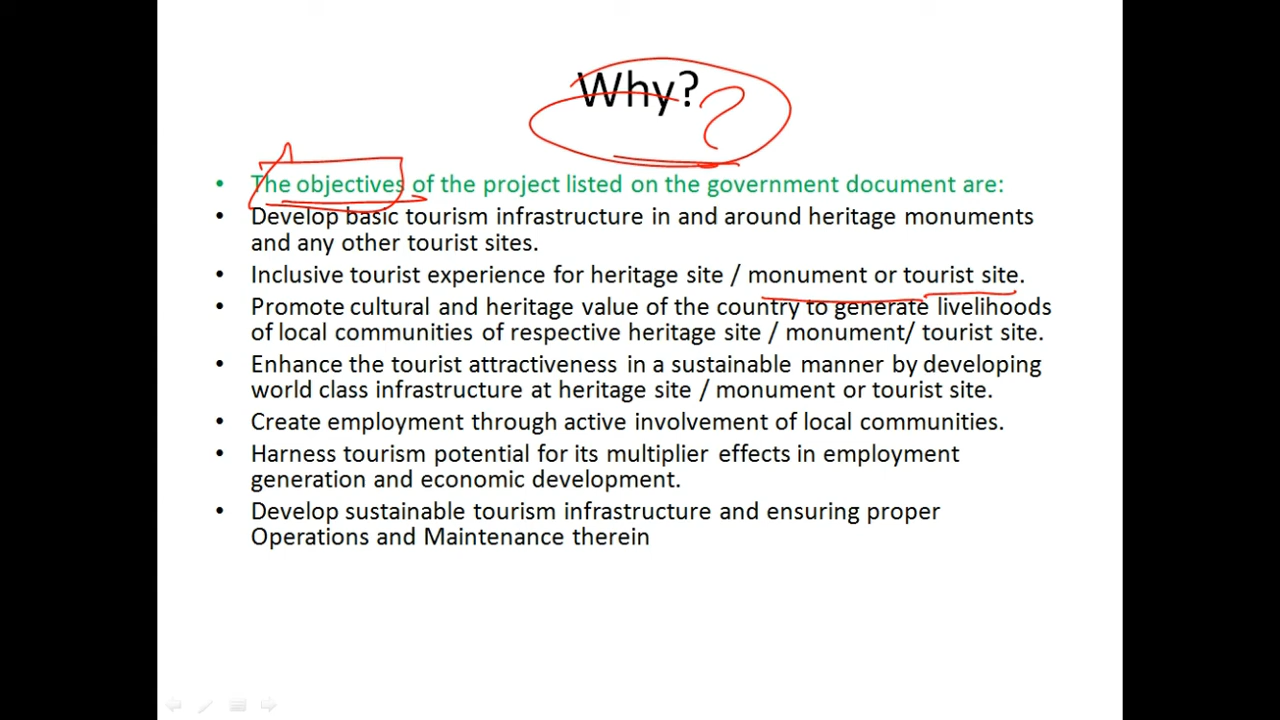 Why?
?
• The objectives of the project listed on the government document are:
• Develop basic tourism infrastructure in and around heritage monuments
and any other tourist sites.
• Inclusive tourist experience for heritage site / monument or tourist site.
• Promote cultural and heritage value of the country to generate livelihoods
of local communities of respective heritage site / monument/ tourist site.
• Enhance the tourist attractiveness in a sustainable manner by developing
world class infrastructure at heritage site / monument or tourist site.
• Create employment through active involvement of local communities.
• Harness tourism potential for its multiplier effects in employment
generation and economic development.
• Develop sustainable tourism infrastructure and ensuring proper
Operations and Maintenance therein